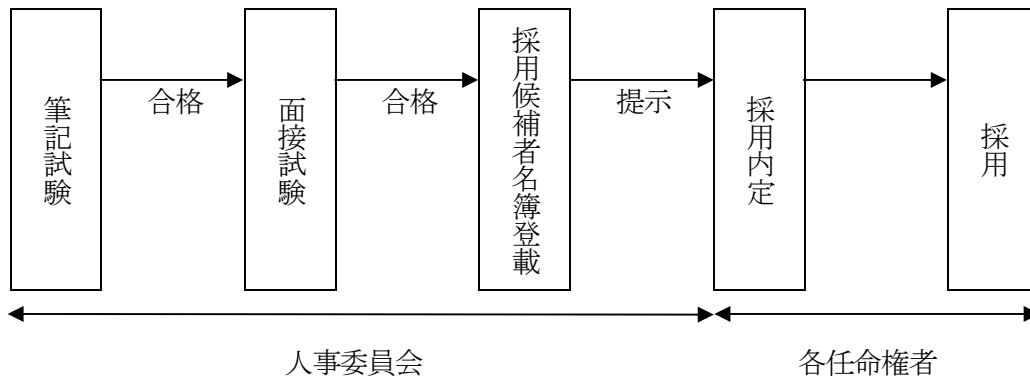 筆記試験
合格
面接試験
合格
採用候補者名簿登載
提示
採用内定
採用
人事委員会
各任命権者